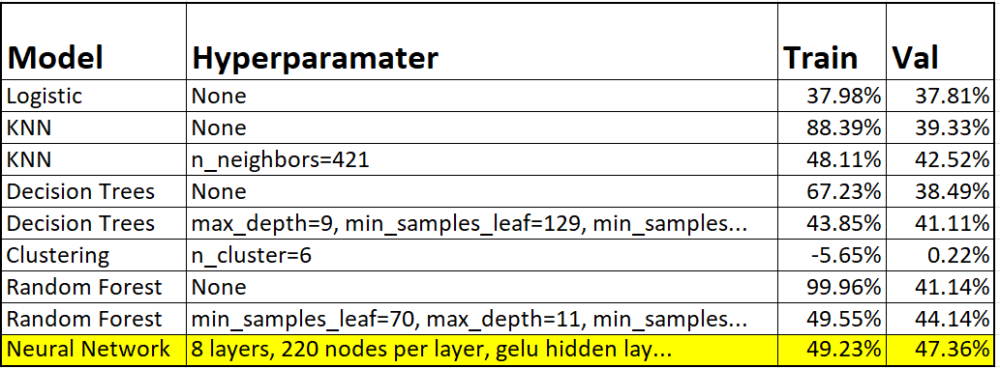 Model Hyperparamater Train Val
Logistic None 37.98% 37.81%
KNN None 88.39% 39.33%
KNN n_neighbors=421 48.11% 42.52%
Decision Trees None 67.23% 38.49%
Decision Trees max_depth=9, min_samples_leaf=129, min_samples... 43.85% 41.11%
Clustering n_cluster=6 -5.65% 0.22%
Random Forest None 99.96% 41.14%
Random Forest min_samples_leaf=70, max_depth=11, min_samples... 49.55% 44.14%
Neural Network 8 layers, 220 nodes per layer, gelu hidden lay... 49.23% 47.36%